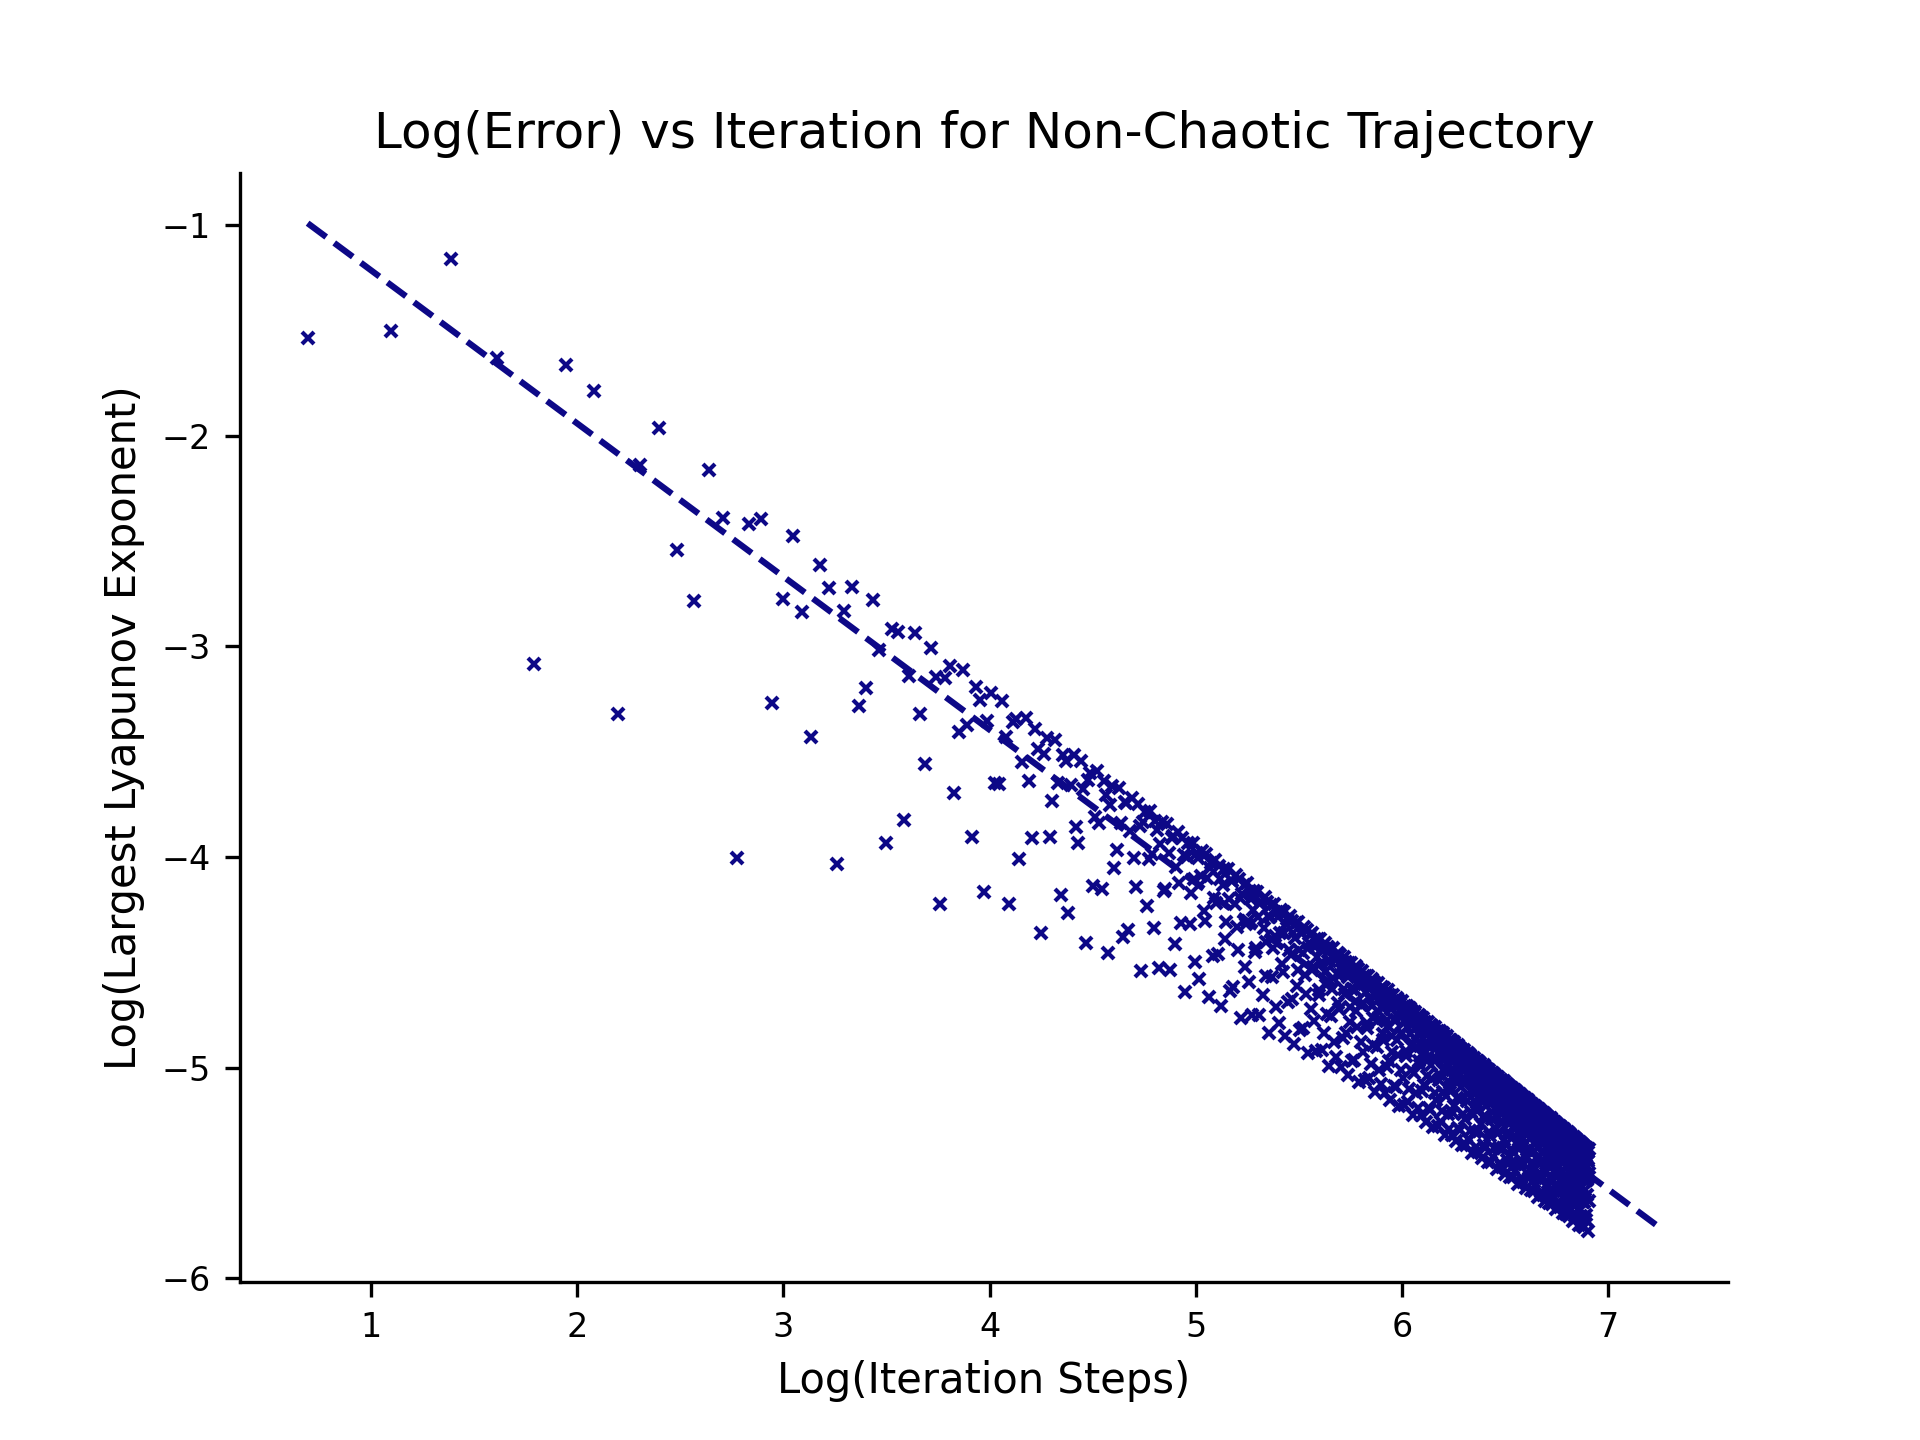 Log(Error) vs Iteration for Non-Chaotic Trajectory
Log(Largest Lyapunov Exponent)
−1
−2
−3
−4
−5
−6
1 2 3 4 5 6 7
Log(Iteration Steps)